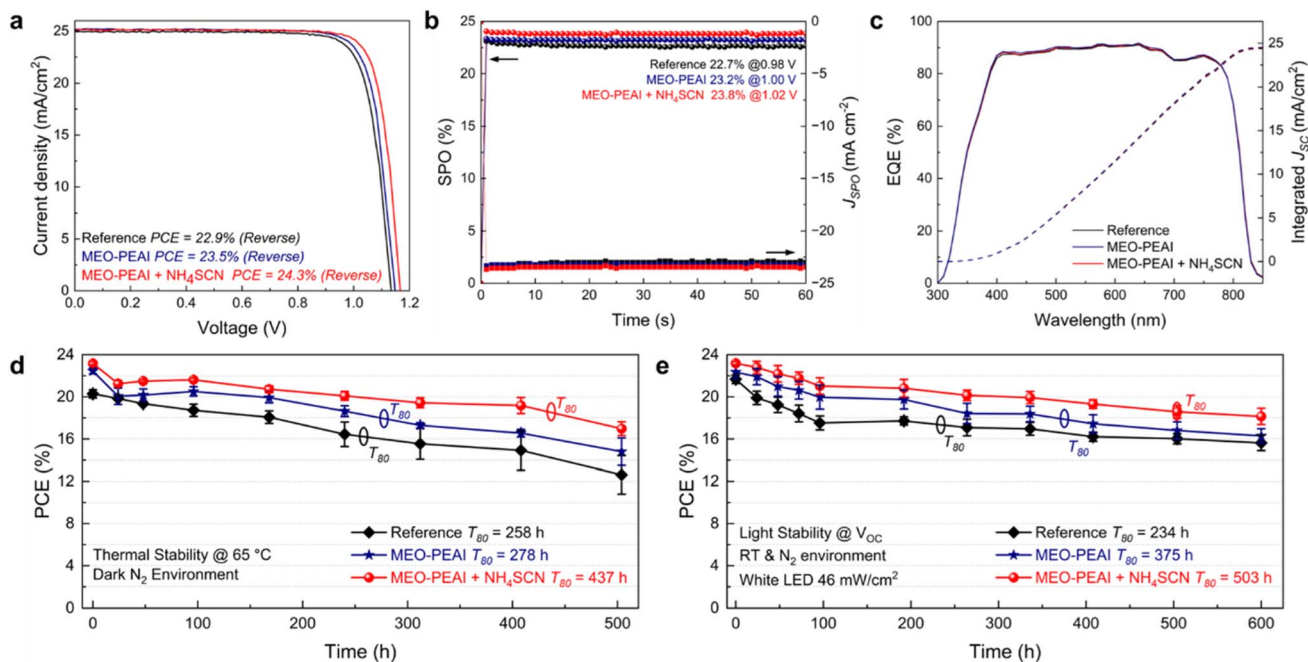 a
25
20
15
10
5
0
0.0 0.2 0.4 0.6 0.8 1.0 1.2
Current density (mA/cm²)
Voltage (V)
Reference PCE = 22.9% (Reverse)
MEO-PEAI PCE = 23.5% (Reverse)
MEO-PEAI + NH₄SCN PCE = 24.3% (Reverse)
b
25
20
15
10
5
0
0 10 20 30 40 50 60
0
−5
−10
−15
−20
−25
SPO (%)
Time (s)
J_SPO (mA cm⁻²)
Reference 22.7% @0.98 V
MEO-PEAI 23.2% @1.00 V
MEO-PEAI + NH₄SCN 23.8% @1.02 V
c
100
80
60
40
20
0
300 400 500 600 700 800
25
20
15
10
5
0
EQE (%)
Wavelength (nm)
Integrated J_SC (mA/cm²)
Reference
MEO-PEAI
MEO-PEAI + NH₄SCN
d
24
20
16
12
8
4
0
0 100 200 300 400 500
PCE (%)
Time (h)
T₈₀
T₈₀
T₈₀
Thermal Stability @ 65 °C
Dark N₂ Environment
Reference T₈₀ = 258 h
MEO-PEAI T₈₀ = 278 h
MEO-PEAI + NH₄SCN T₈₀ = 437 h
e
24
20
16
12
8
4
0
0 100 200 300 400 500 600
PCE (%)
Time (h)
T₈₀
T₈₀
T₈₀
Light Stability @ V_OC
RT & N₂ environment
White LED 46 mW/cm²
Reference T₈₀ = 234 h
MEO-PEAI T₈₀ = 375 h
MEO-PEAI + NH₄SCN T₈₀ = 503 h